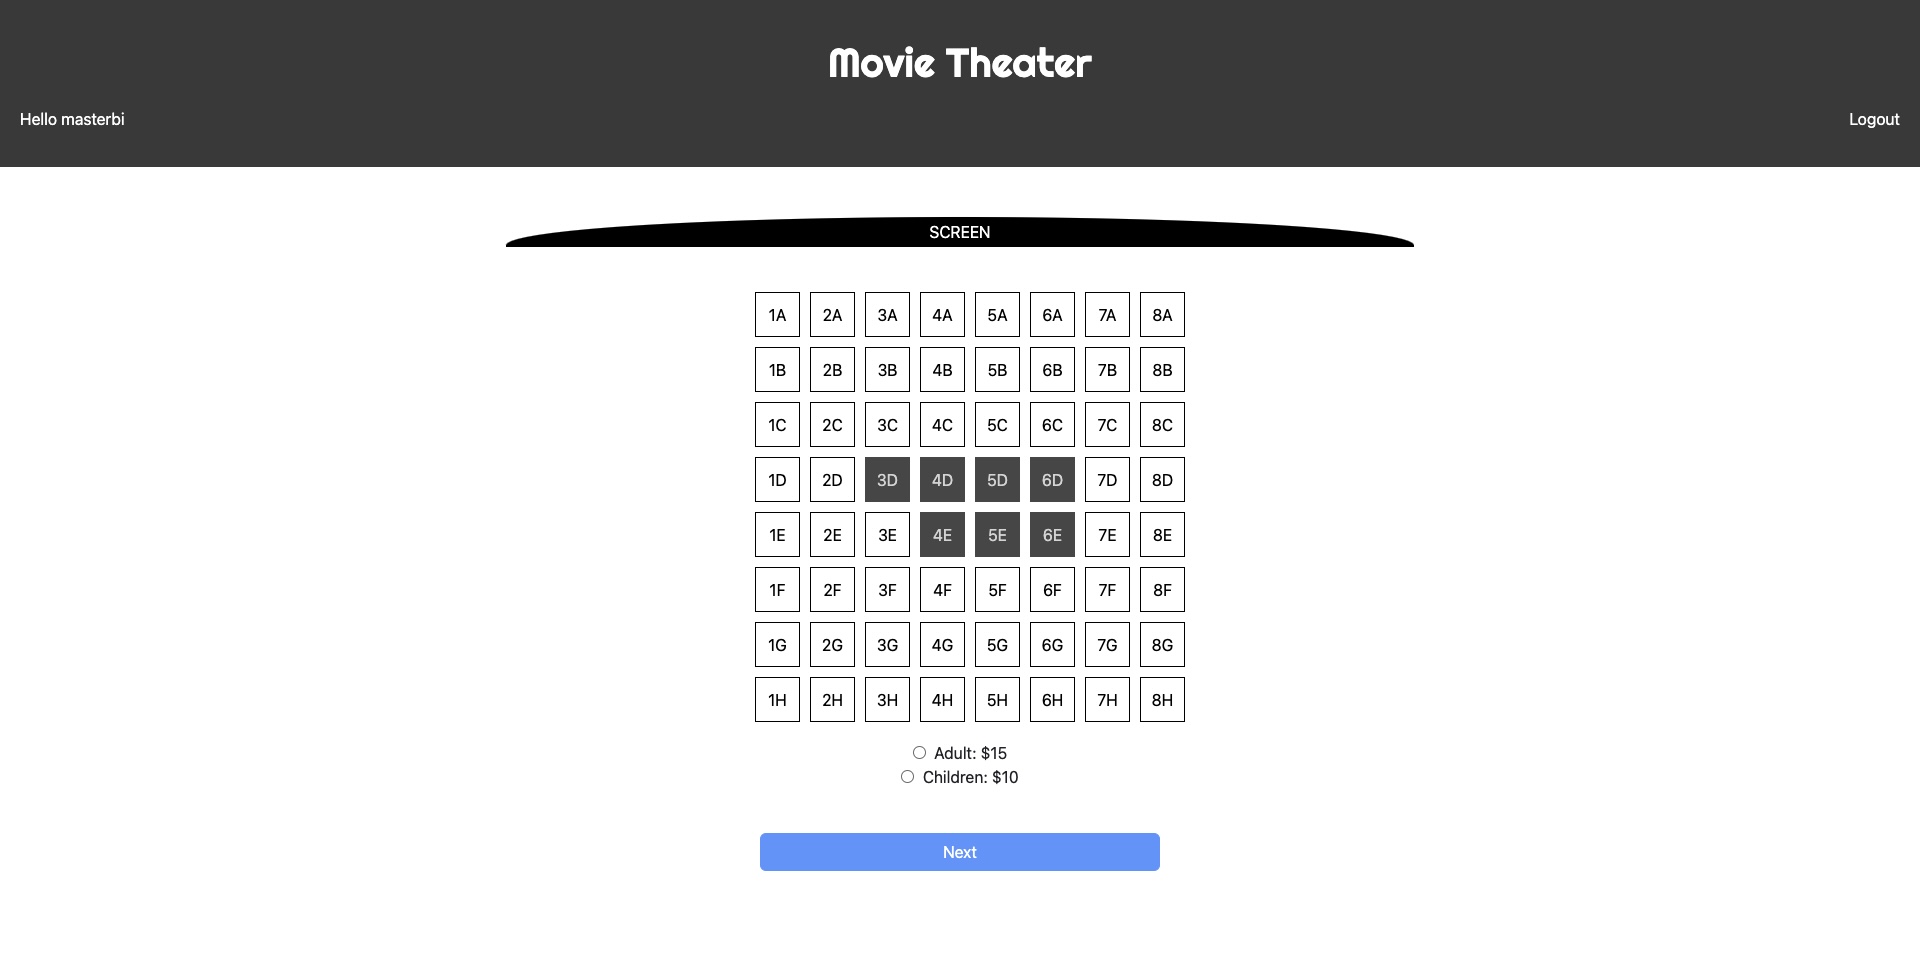 Movie Theater
Hello masterbi Logout
SCREEN
1A 2A 3A 4A 5A 6A 7A 8A
1B 2B 3B 4B 5B 6B 7B 8B
1C 2C 3C 4C 5C 6C 7C 8C
1D 2D 3D 4D 5D 6D 7D 8D
1E 2E 3E 4E 5E 6E 7E 8E
1F 2F 3F 4F 5F 6F 7F 8F
1G 2G 3G 4G 5G 6G 7G 8G
1H 2H 3H 4H 5H 6H 7H 8H
Adult: $15
Children: $10
Next